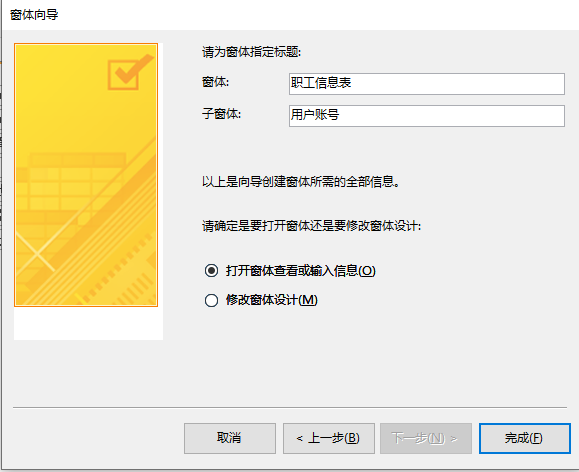 窗体向导
请为窗体指定标题:
窗体: 职工信息表
子窗体: 用户账号
以上是向导创建窗体所需的全部信息。
请确定是要打开窗体还是要修改窗体设计:
打开窗体查看或输入信息(O)
修改窗体设计(M)
取消 < 上一步(B) 下一步(N) > 完成(F)